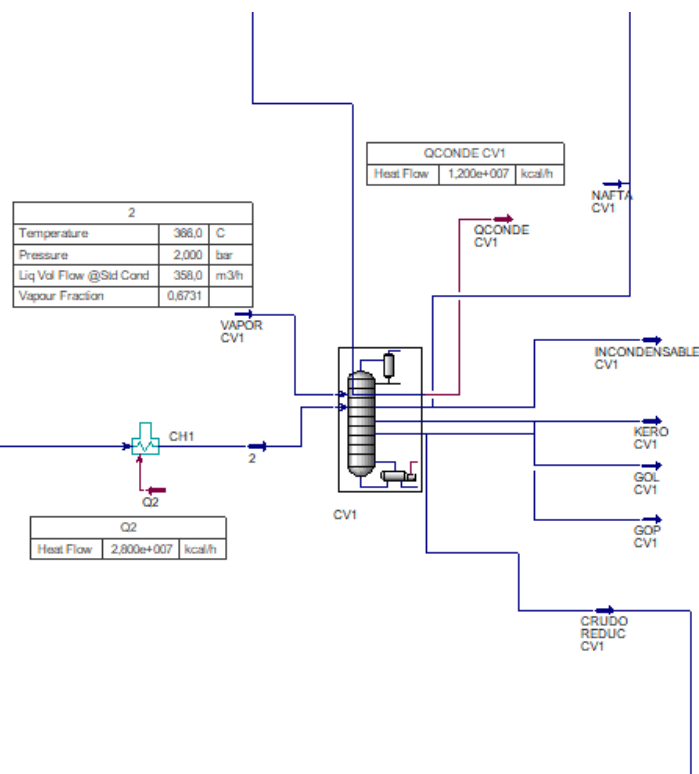 QCONDE CV1
Heat Flow 1,200e+007 kcal/h
NAFTA
CV1
2
Temperature 366,0 C
Pressure 2,000 bar
Liq Vol Flow @Std Cond 358,0 m3/h
Vapour Fraction 0,6731
QCONDE
CV1
VAPOR
CV1
INCONDENSABLE
CV1
CH1
2
KERO
CV1
GOL
CV1
Q2
CV1
GOP
CV1
Q2
Heat Flow 2,800e+007 kcal/h
CRUDO
REDUC
CV1